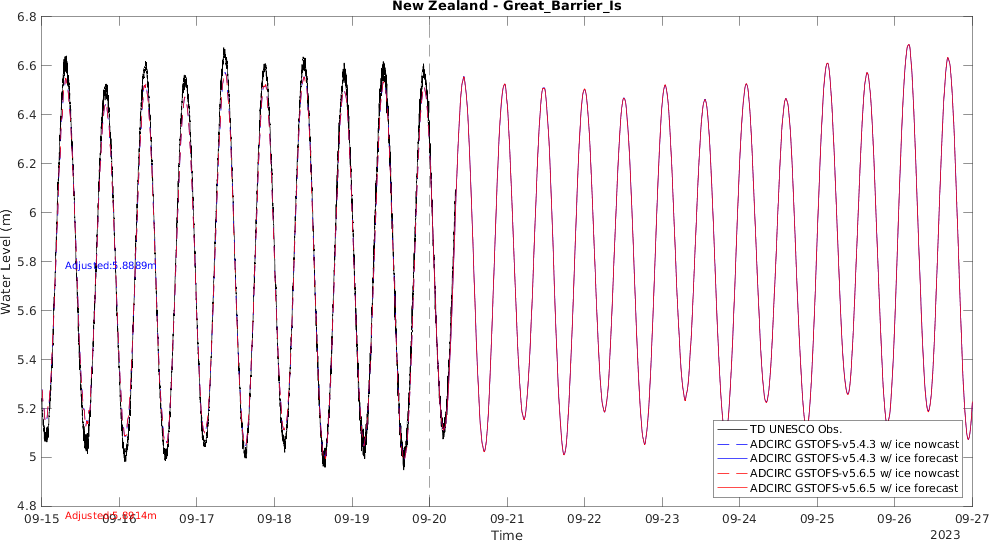 New Zealand - Great_Barrier_Is
6.8
6.6
6.4
6.2
6
5.8
5.6
5.4
5.2
5
4.8
Water Level (m)
Adjusted:5.8889m
Adjusted:5.8914m
TD UNESCO Obs.
ADCIRC GSTOFS-v5.4.3 w/ ice nowcast
ADCIRC GSTOFS-v5.4.3 w/ ice forecast
ADCIRC GSTOFS-v5.6.5 w/ ice nowcast
ADCIRC GSTOFS-v5.6.5 w/ ice forecast
09-15 09-16 09-17 09-18 09-19 09-20 09-21 09-22 09-23 09-24 09-25 09-26 09-27
Time
2023